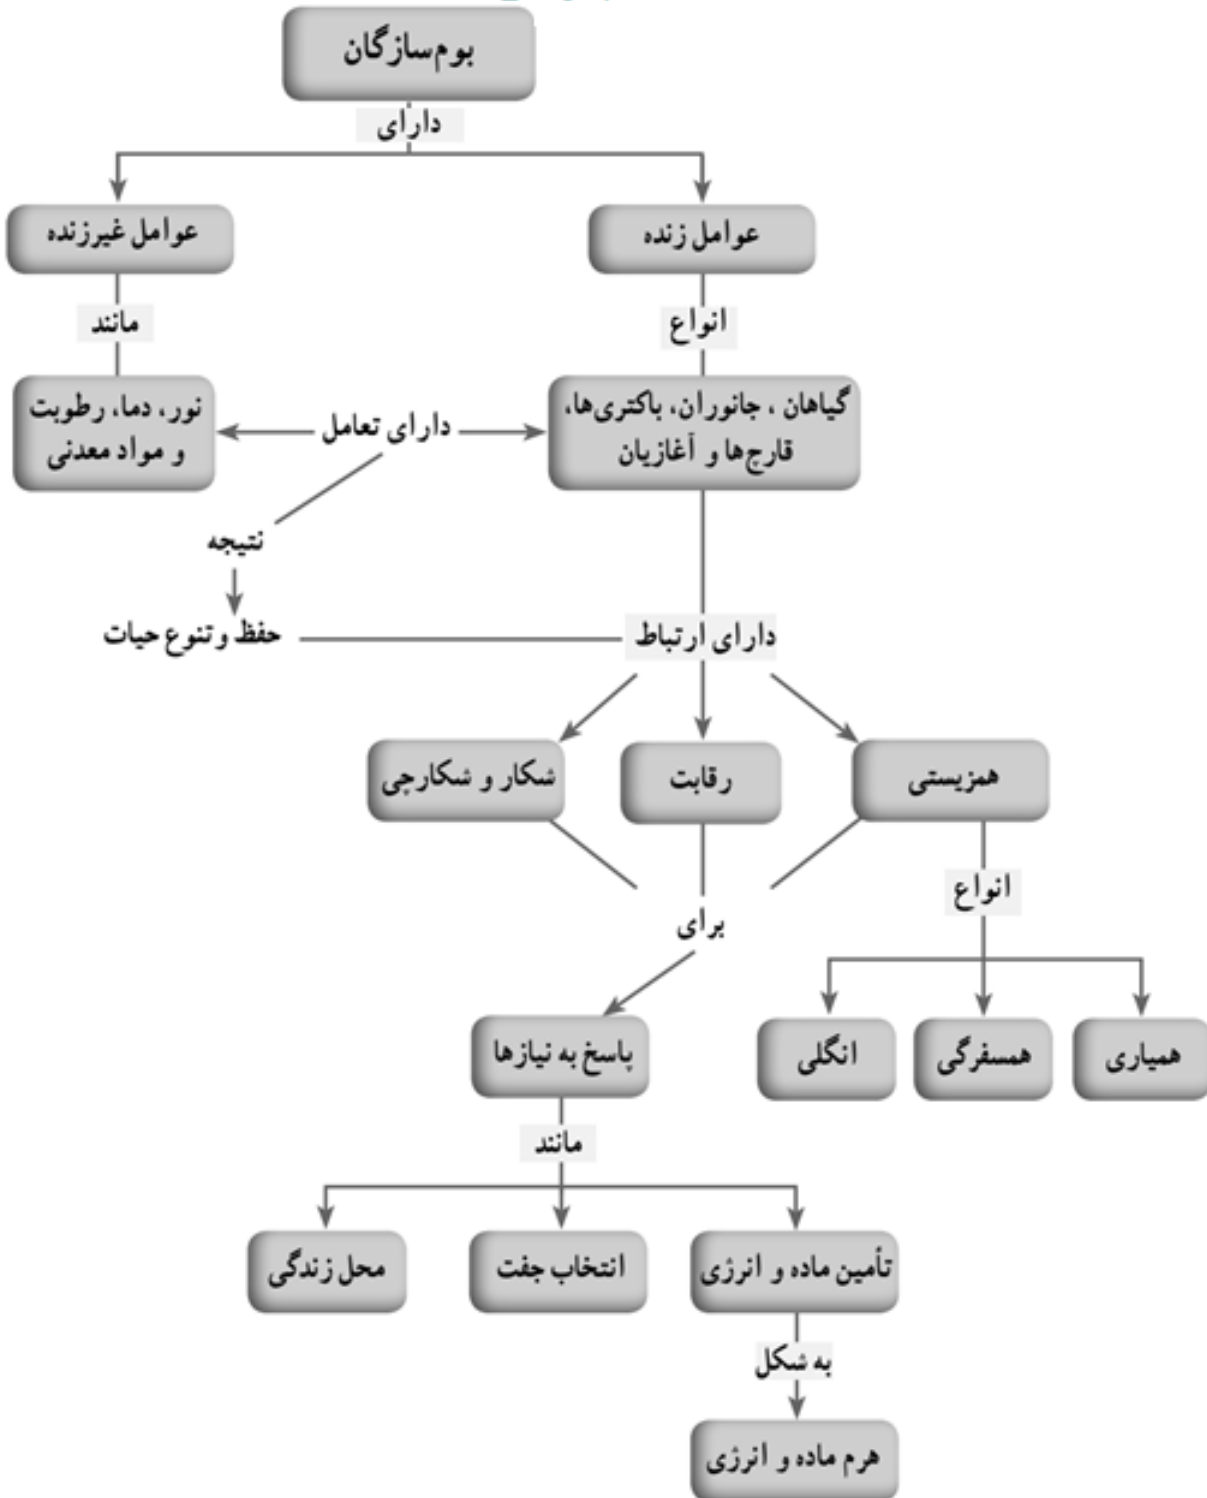 بوم‌سازگان
دارای
عوامل زنده
عوامل غیرزنده
انواع
مانند
گیاهان ، جانوران، باکتری‌ها،
قارچ‌ها و آغازیان
دارای تعامل
نور، دما، رطوبت
و مواد معدنی
نتیجه
دارای ارتباط
حفظ و تنوع حیات
همزیستی
رقابت
شکار و شکارچی
انواع
برای
همیاری
همسفرگی
انگلی
پاسخ به نیازها
مانند
تأمین ماده و انرژی
انتخاب جفت
محل زندگی
به شکل
هرم ماده و انرژی